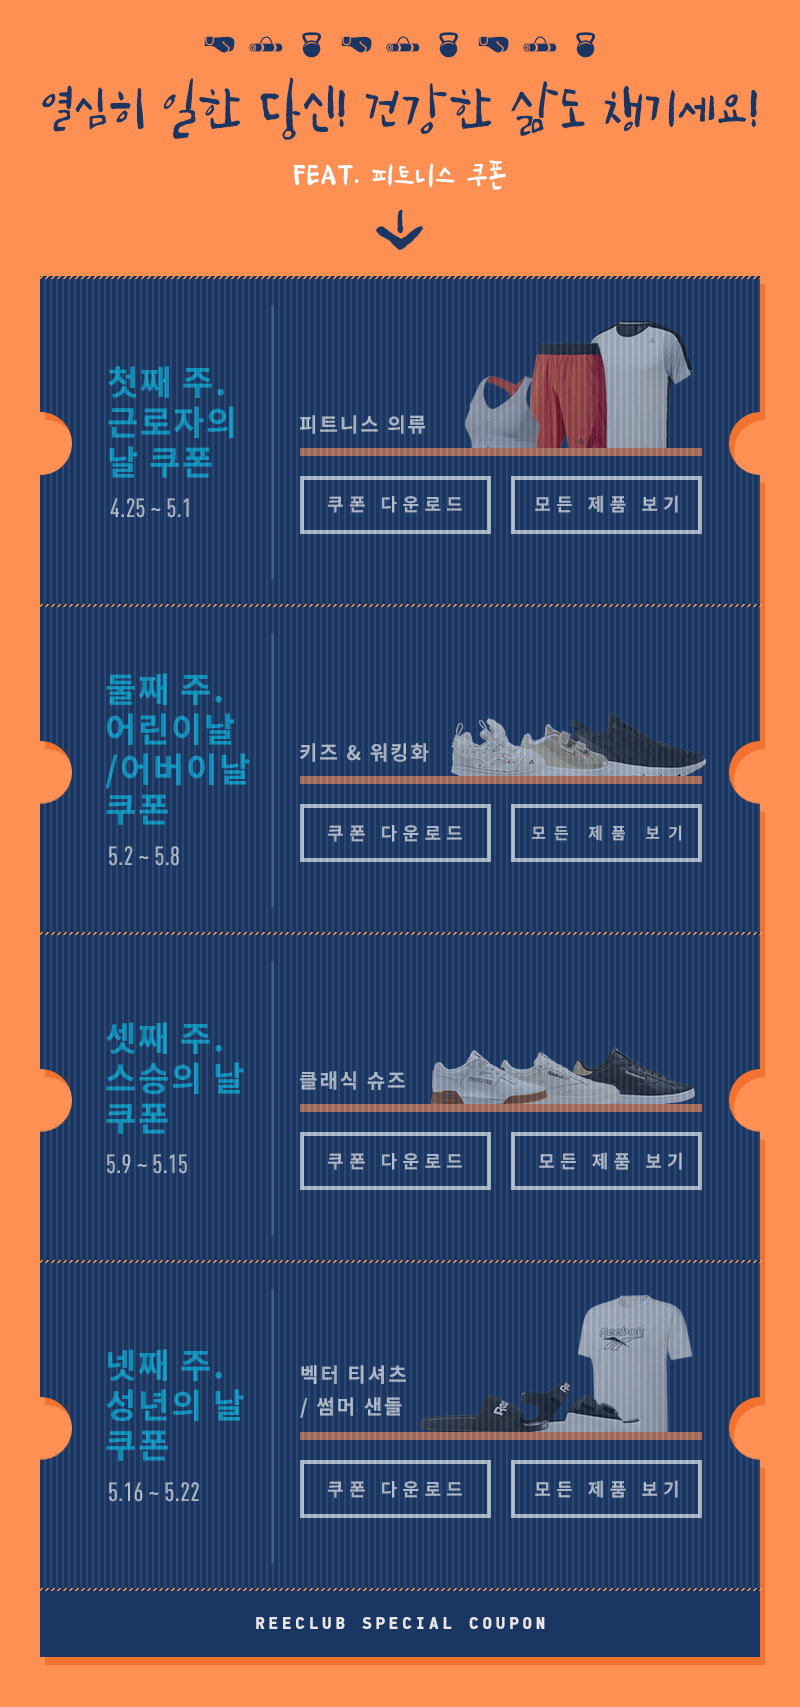 열심히 일한 당신! 건강한 삶도 챙기세요!
FEAT. 피트니스 쿠폰
첫째 주.
근로자의
날 쿠폰
4.25 ~ 5.1
피트니스 의류
쿠폰 다운로드
모든 제품 보기
둘째 주.
어린이날
/어버이날
쿠폰
5.2 ~ 5.8
키즈 & 워킹화
쿠폰 다운로드
모든 제품 보기
셋째 주.
스승의 날
쿠폰
5.9 ~ 5.15
클래식 슈즈
쿠폰 다운로드
모든 제품 보기
넷째 주.
성년의 날
쿠폰
5.16 ~ 5.22
벡터 티셔츠
/ 썸머 샌들
Reebok
쿠폰 다운로드
모든 제품 보기
REECLUB SPECIAL COUPON